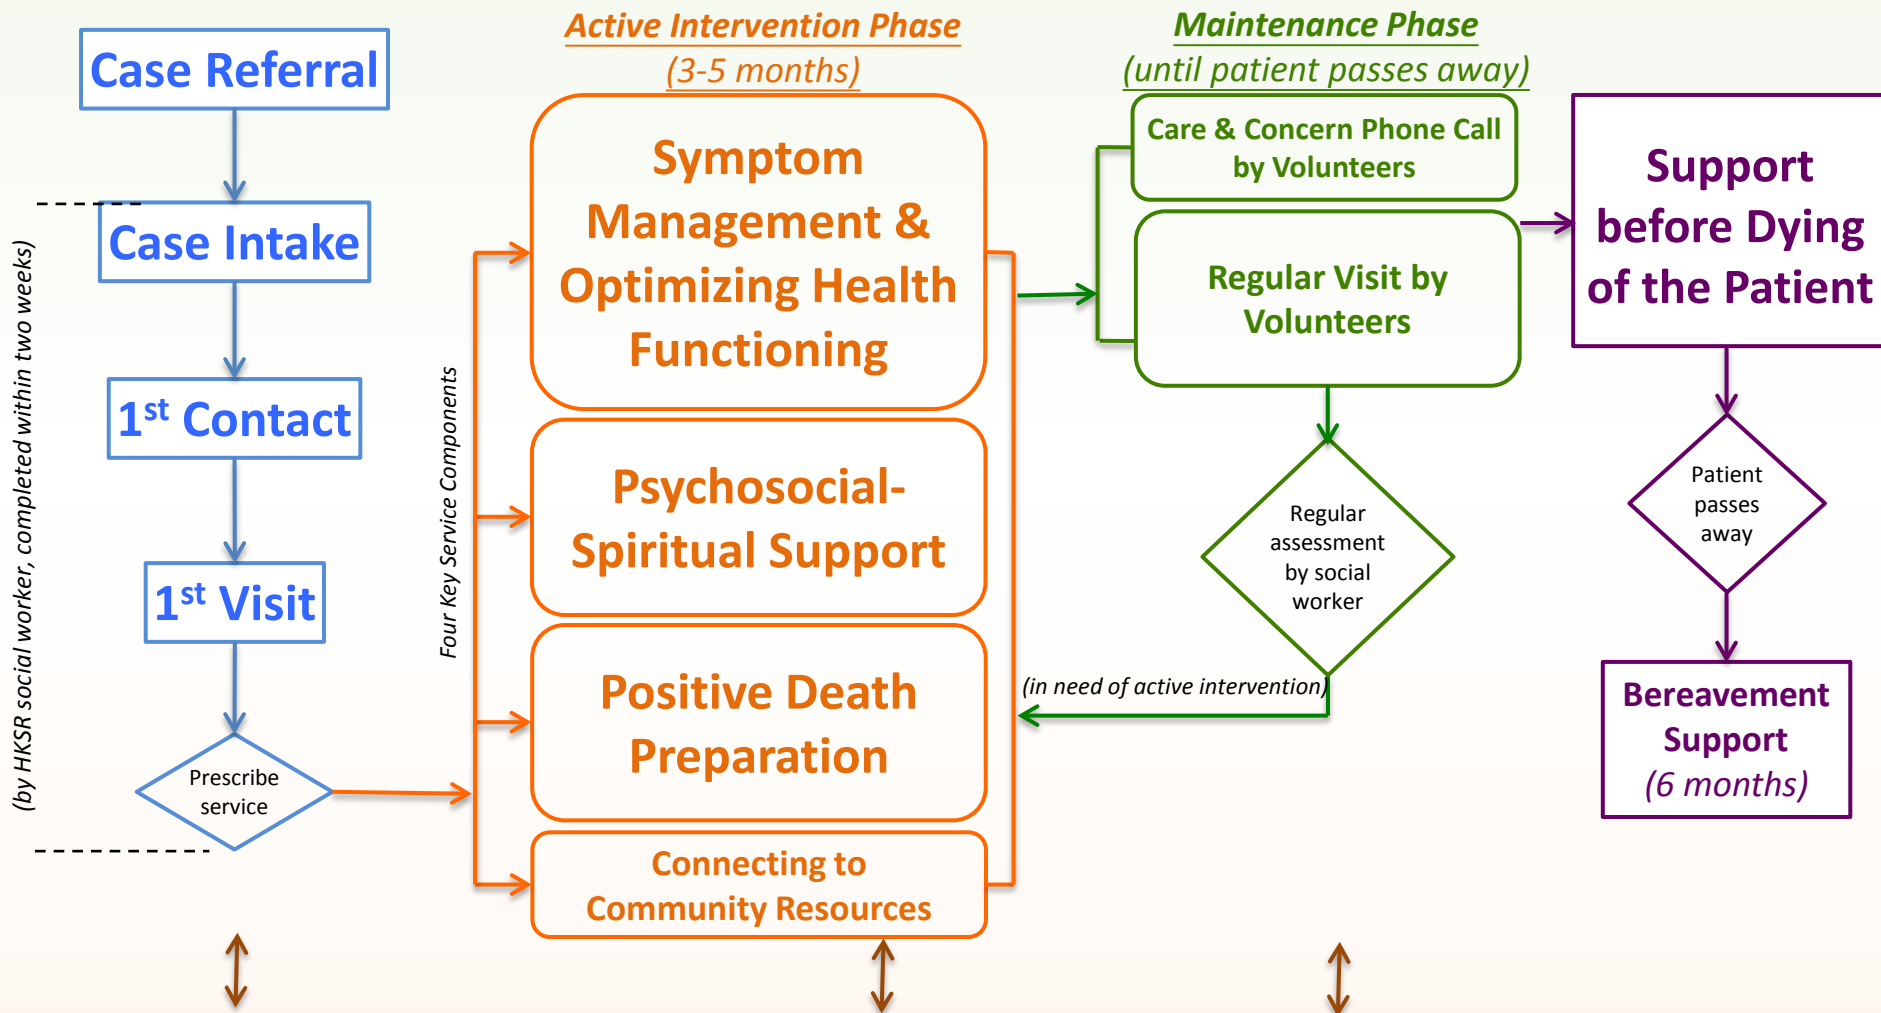 Case Referral
(by HKSR social worker, completed within two weeks)
Case Intake
1st Contact
1st Visit
Prescribe
service
Four Key Service Components
Active Intervention Phase
(3-5 months)
Symptom
Management &
Optimizing Health
Functioning
Psychosocial-
Spiritual Support
Positive Death
Preparation
Connecting to
Community Resources
Maintenance Phase
(until patient passes away)
Care & Concern Phone Call
by Volunteers
Regular Visit by
Volunteers
Regular
assessment
by social
worker
(in need of active intervention)
Support
before Dying
of the Patient
Patient
passes
away
Bereavement
Support
(6 months)